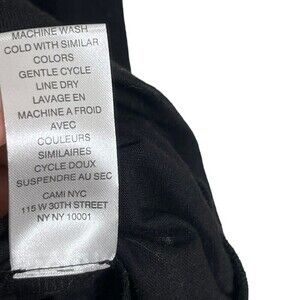 MACHINE WASH
COLD WITH SIMILAR
COLORS
GENTLE CYCLE
LINE DRY
LAVAGE EN
MACHINE A FROID
AVEC
COULEURS
SIMILAIRES
CYCLE DOUX
SUSPENDRE AU SEC
CAMI NYC
115 W 30TH STREET
NY NY 10001